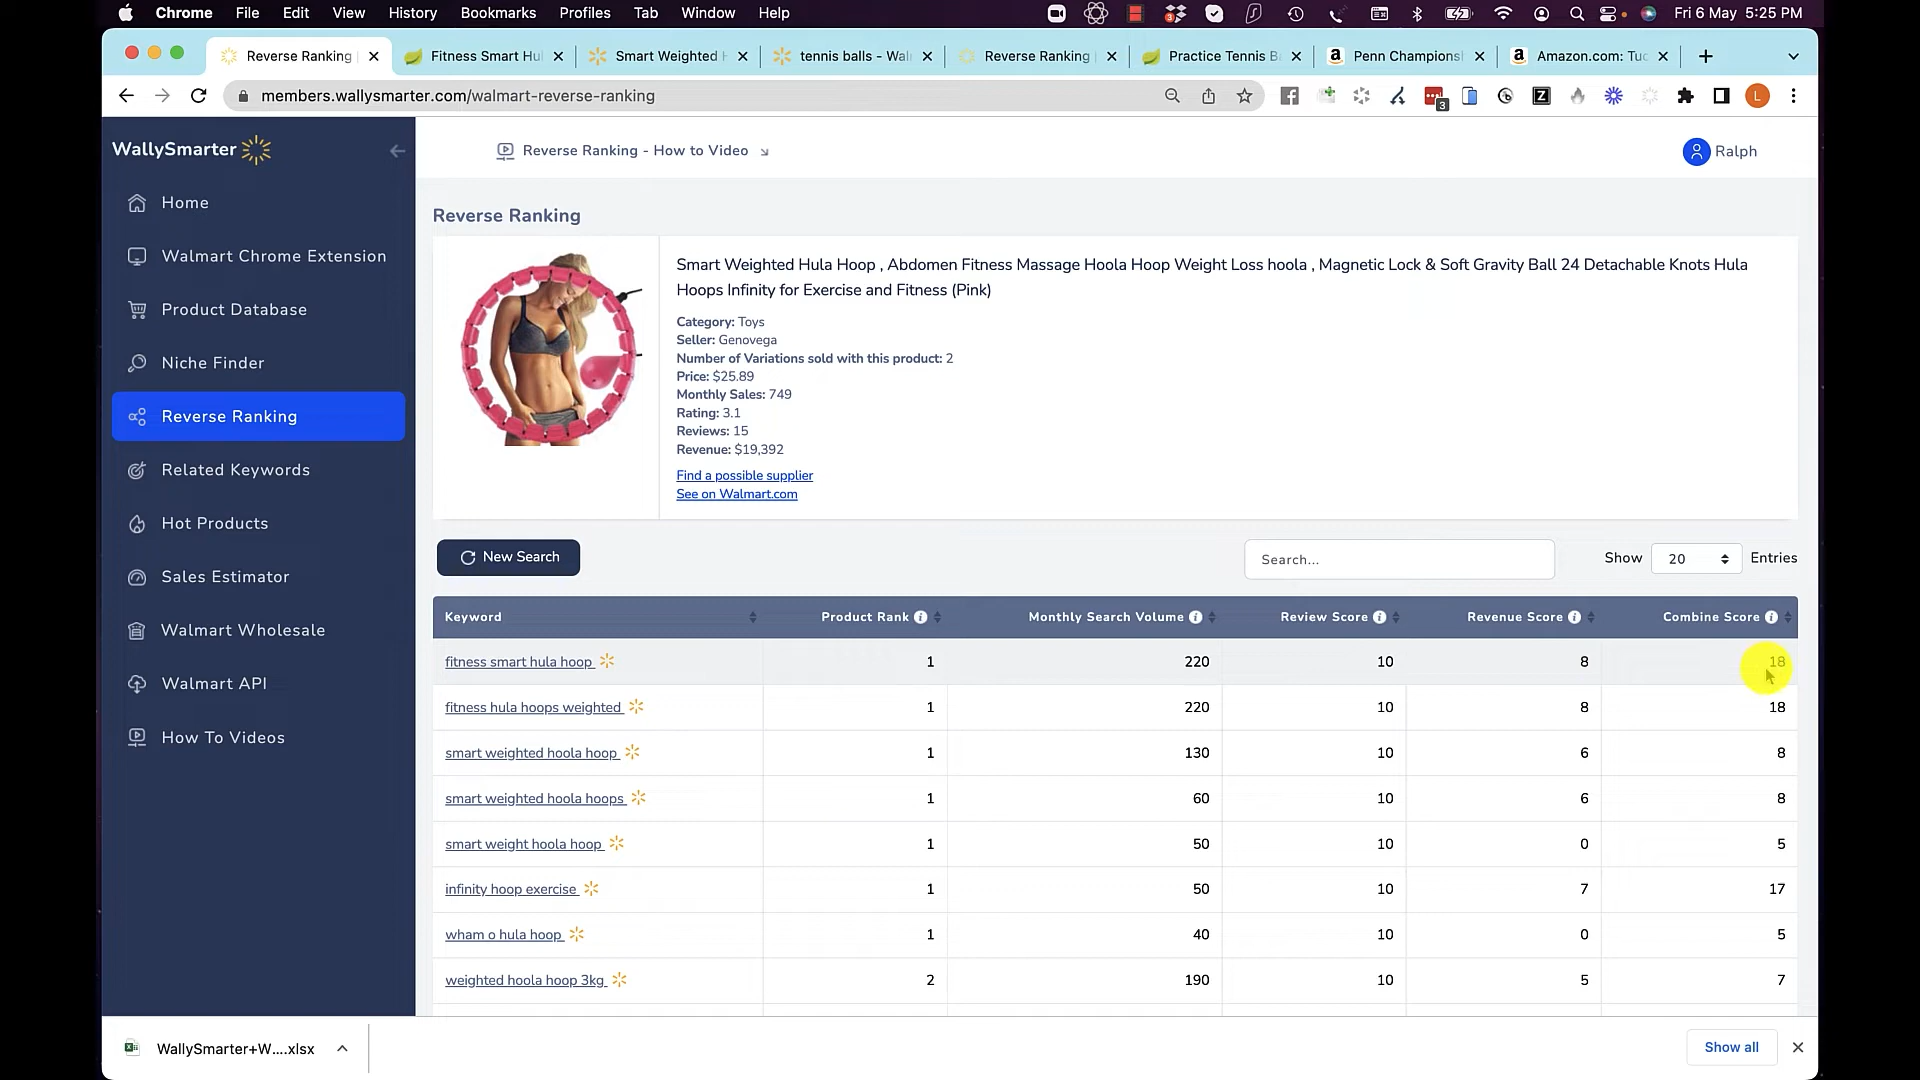 Chrome File Edit View History Bookmarks Profiles Tab Window Help 3 Fri 6 May 5:25 PM
Reverse Ranking Fitness Smart Hul Smart Weighted H tennis balls - Wal Reverse Ranking Practice Tennis B Penn Championsh Amazon.com: Tuc
members.wallysmarter.com/walmart-reverse-ranking 3 Z L
WallySmarter
Reverse Ranking - How to Video
Ralph
Home
Walmart Chrome Extension
Product Database
Niche Finder
Reverse Ranking
Related Keywords
Hot Products
Sales Estimator
Walmart Wholesale
Walmart API
How To Videos
Reverse Ranking
Smart Weighted Hula Hoop , Abdomen Fitness Massage Hoola Hoop Weight Loss hoola , Magnetic Lock & Soft Gravity Ball 24 Detachable Knots Hula
Hoops Infinity for Exercise and Fitness (Pink)
Category: Toys
Seller: Genovega
Number of Variations sold with this product: 2
Price: $25.89
Monthly Sales: 749
Rating: 3.1
Reviews: 15
Revenue: $19,392
Find a possible supplier
See on Walmart.com
New Search Search... Show 20 Entries
Keyword Product Rank Monthly Search Volume Review Score Revenue Score Combine Score
fitness smart hula hoop 1 220 10 8 18
fitness hula hoops weighted 1 220 10 8 18
smart weighted hoola hoop 1 130 10 6 8
smart weighted hoola hoops 1 60 10 6 8
smart weight hoola hoop 1 50 10 0 5
infinity hoop exercise 1 50 10 7 17
wham o hula hoop 1 40 10 0 5
weighted hoola hoop 3kg 2 190 10 5 7
WallySmarter+W....xlsx Show all